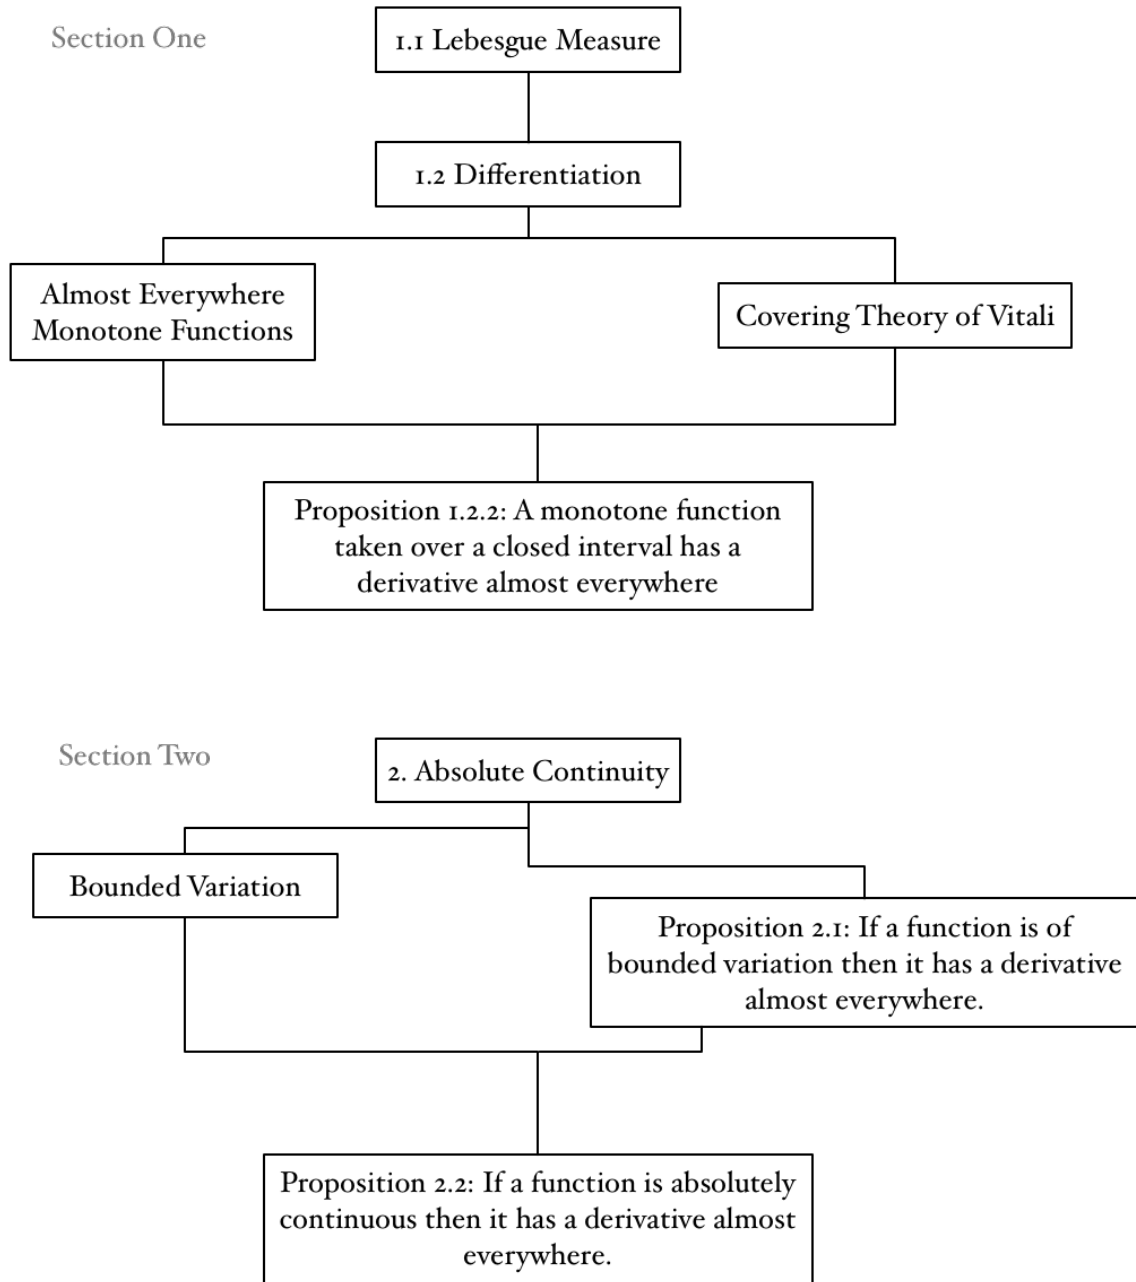 Section One
1.1 Lebesgue Measure
1.2 Differentiation
Almost Everywhere
Monotone Functions
Covering Theory of Vitali
Proposition 1.2.2: A monotone function
taken over a closed interval has a
derivative almost everywhere
Section Two
2. Absolute Continuity
Bounded Variation
Proposition 2.1: If a function is of
bounded variation then it has a derivative
almost everywhere.
Proposition 2.2: If a function is absolutely
continuous then it has a derivative almost
everywhere.